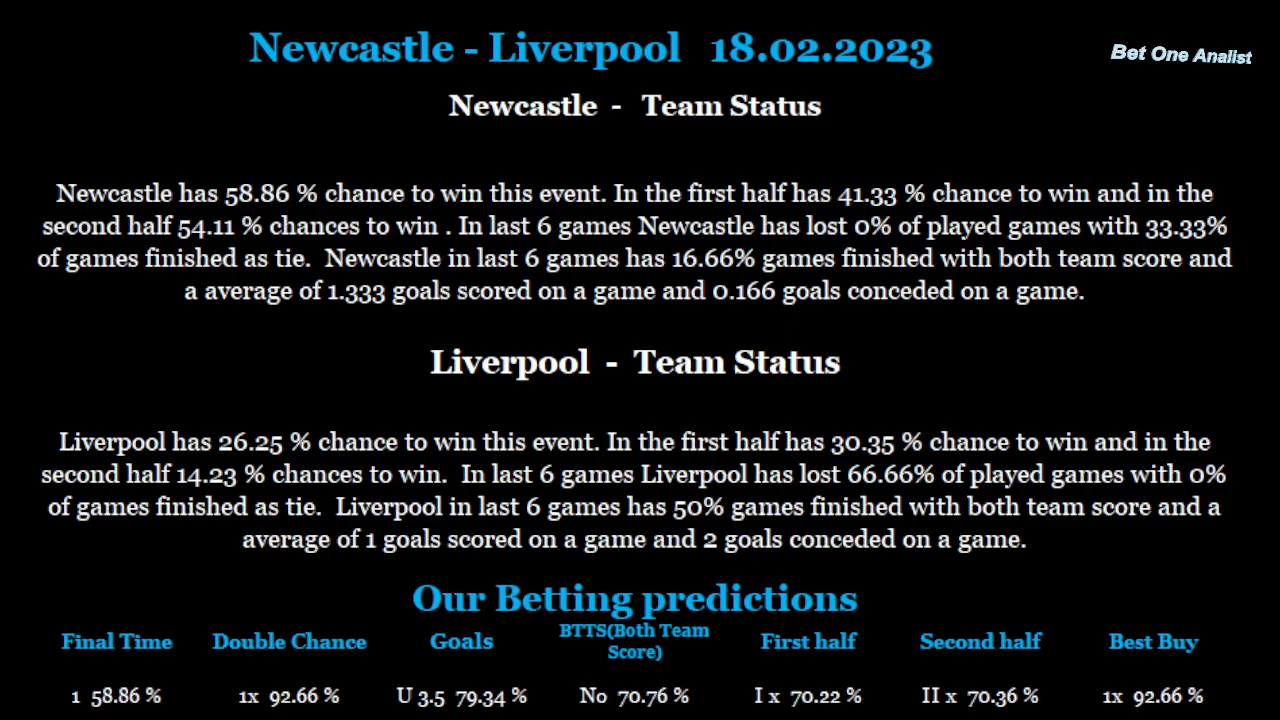 Newcastle - Liverpool 18.02.2023
Bet One Analist
Newcastle - Team Status
Newcastle has 58.86 % chance to win this event. In the first half has 41.33 % chance to win and in the
second half 54.11 % chances to win . In last 6 games Newcastle has lost 0% of played games with 33.33%
of games finished as tie. Newcastle in last 6 games has 16.66% games finished with both team score and
a average of 1.333 goals scored on a game and 0.166 goals conceded on a game.
Liverpool - Team Status
Liverpool has 26.25 % chance to win this event. In the first half has 30.35 % chance to win and in the
second half 14.23 % chances to win. In last 6 games Liverpool has lost 66.66% of played games with 0%
of games finished as tie. Liverpool in last 6 games has 50% games finished with both team score and a
average of 1 goals scored on a game and 2 goals conceded on a game.
Our Betting predictions
Final Time Double Chance Goals BTTS(Both Team First half Second half Best Buy
Score)
1 58.86 % 1x 92.66 % U 3.5 79.34 % No 70.76 % I x 70.22 % II x 70.36 % 1x 92.66 %